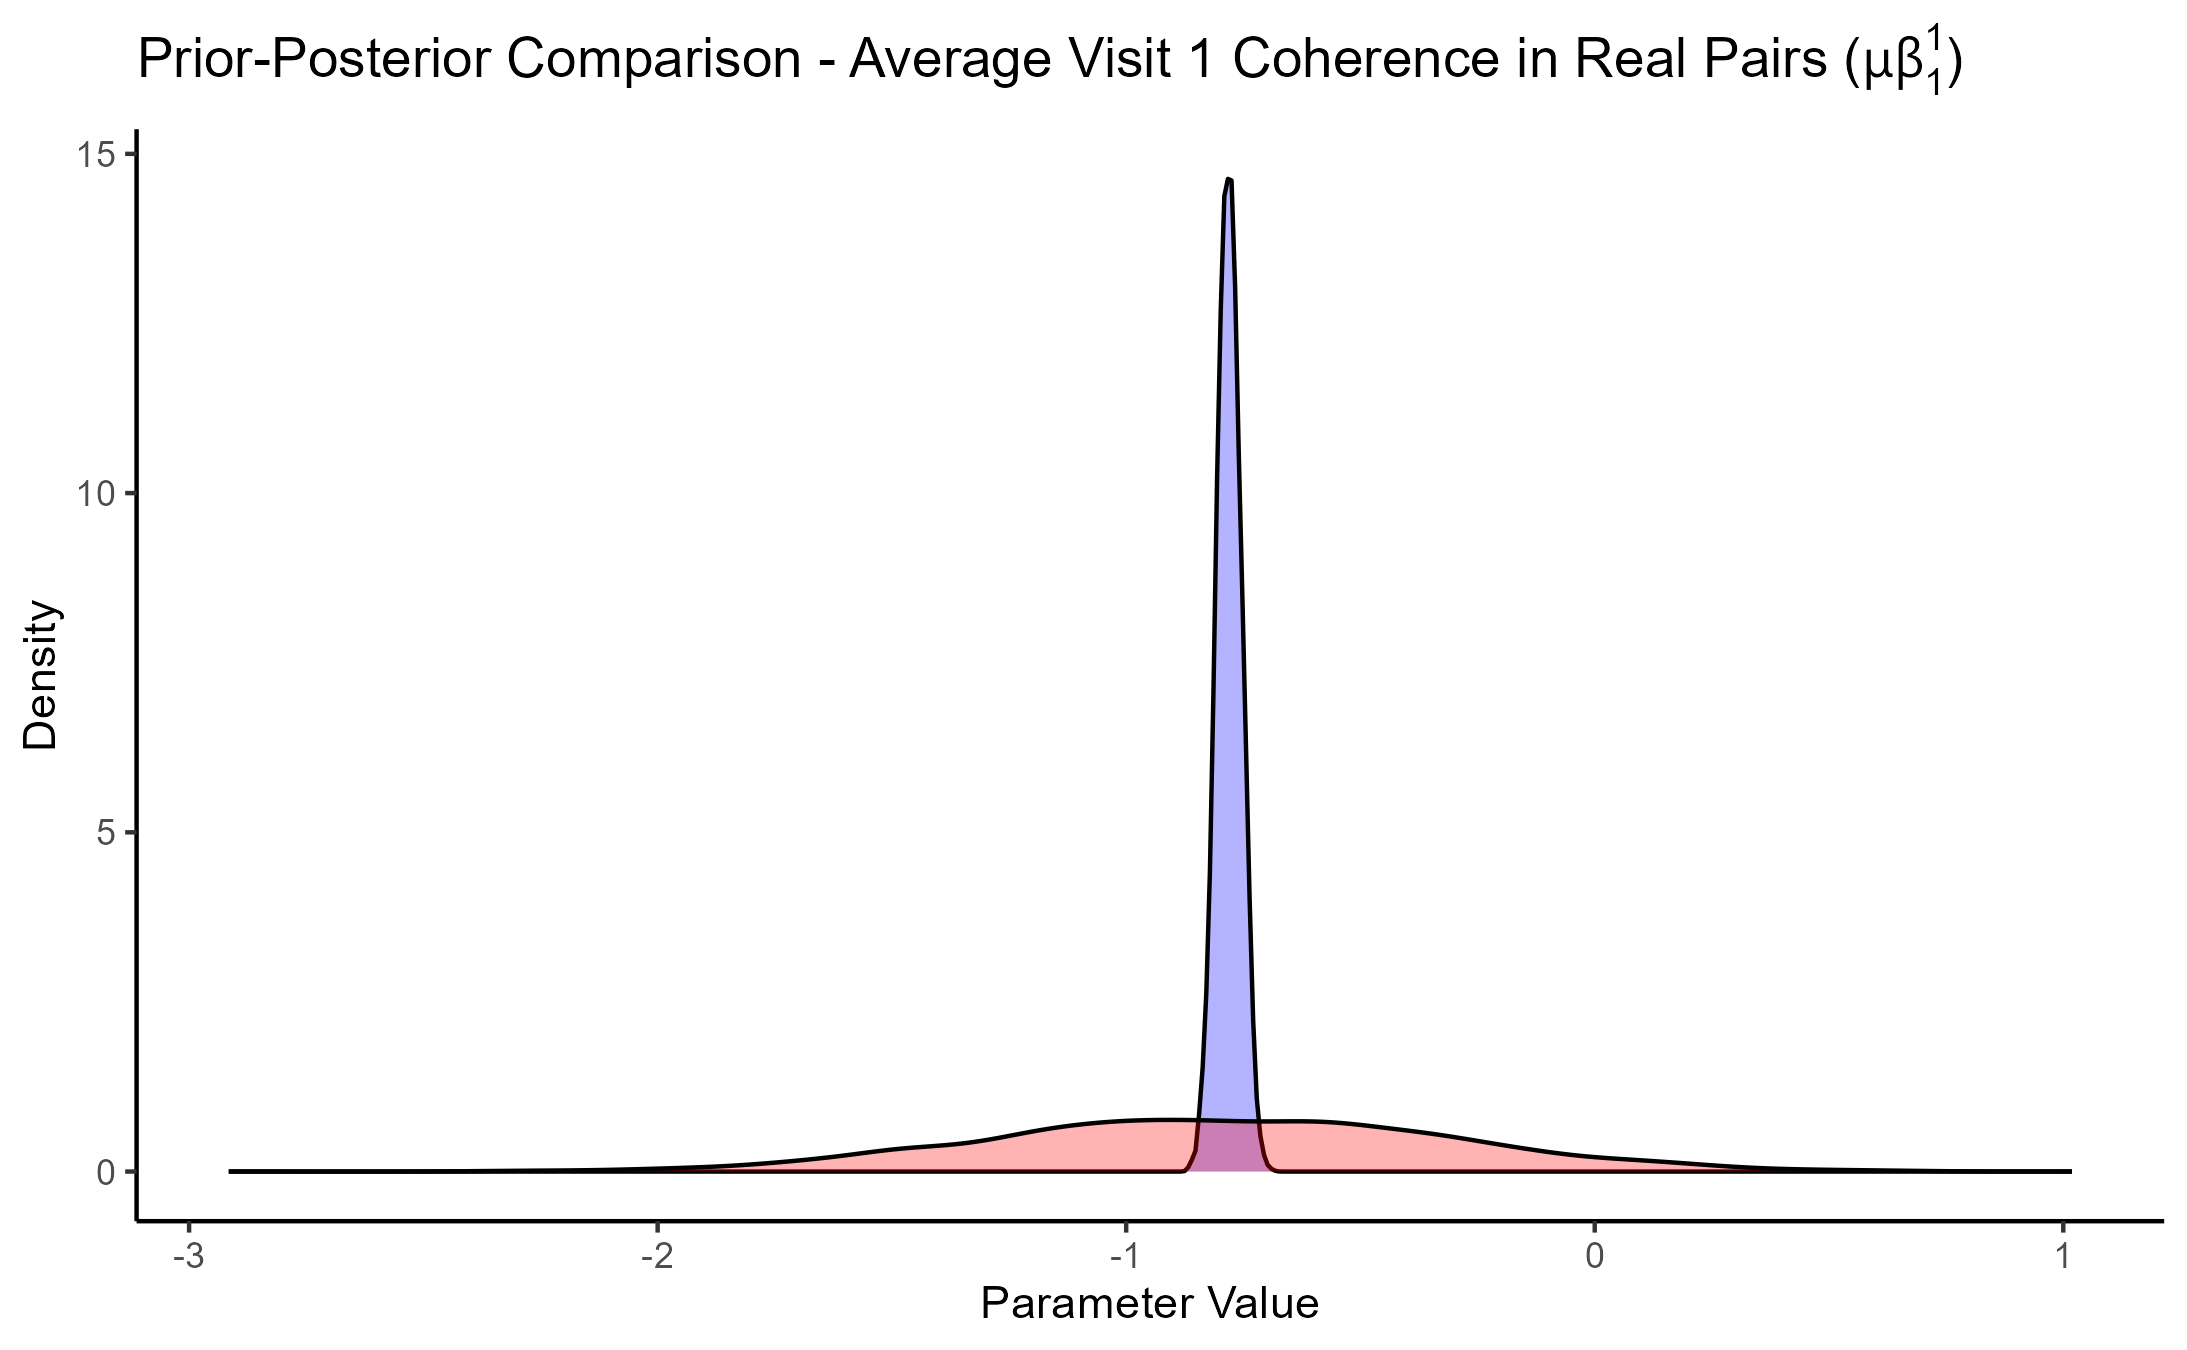 Prior-Posterior Comparison - Average Visit 1 Coherence in Real Pairs (μβ₁¹)
15
10
5
0
Density
-3 -2 -1 0 1
Parameter Value